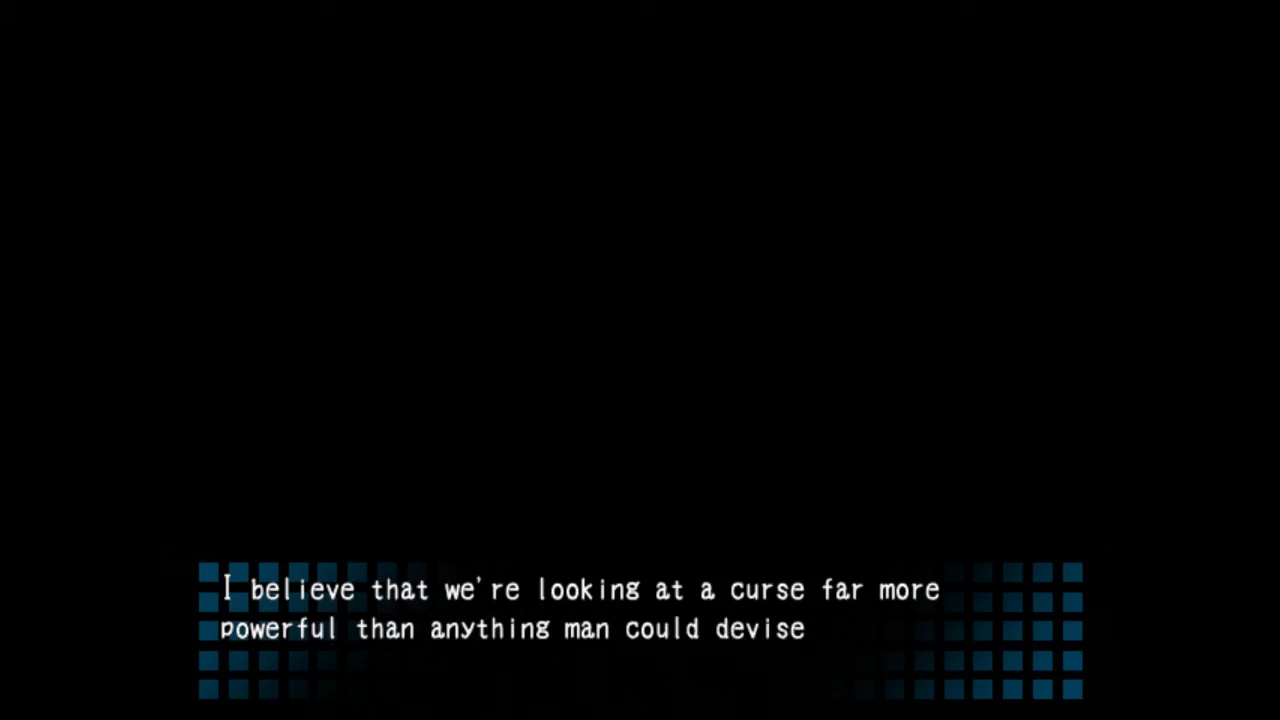 I believe that we're looking at a curse far more
powerful than anything man could devise